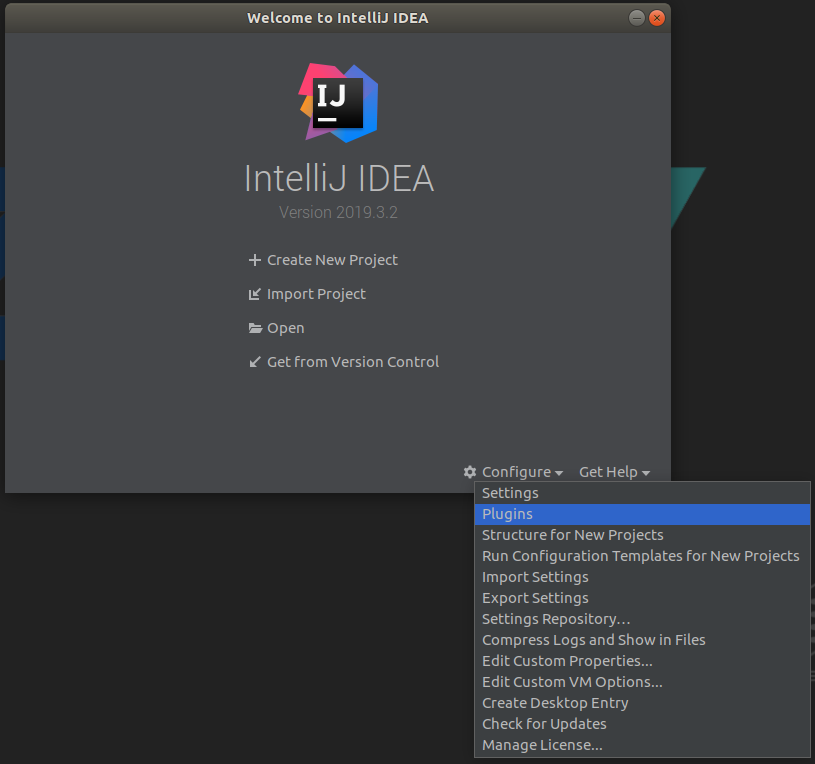 Welcome to IntelliJ IDEA
IJ
IntelliJ IDEA
Version 2019.3.2
Create New Project
Import Project
Open
Get from Version Control
Configure Get Help
Settings
Plugins
Structure for New Projects
Run Configuration Templates for New Projects
Import Settings
Export Settings
Settings Repository...
Compress Logs and Show in Files
Edit Custom Properties...
Edit Custom VM Options...
Create Desktop Entry
Check for Updates
Manage License...